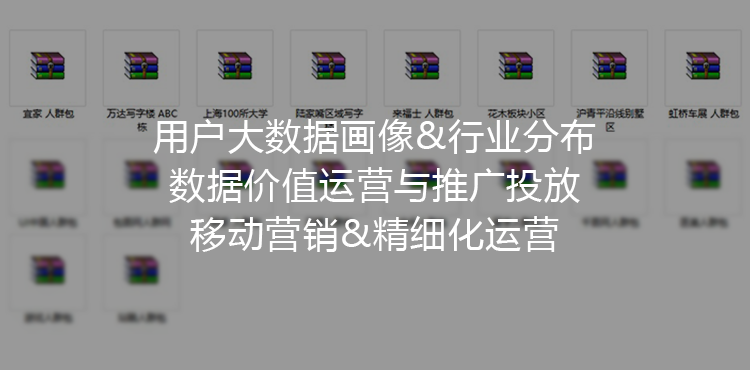 宜家 人群包
万达写字楼 ABC
栋
上海100所大学
陆家嘴区域写字
来福士 人群包
花木板块小区
沪青平沿线别墅
区
虹桥车展 人群包
用户大数据画像&行业分布
数据价值运营与推广投放
移动营销&精细化运营